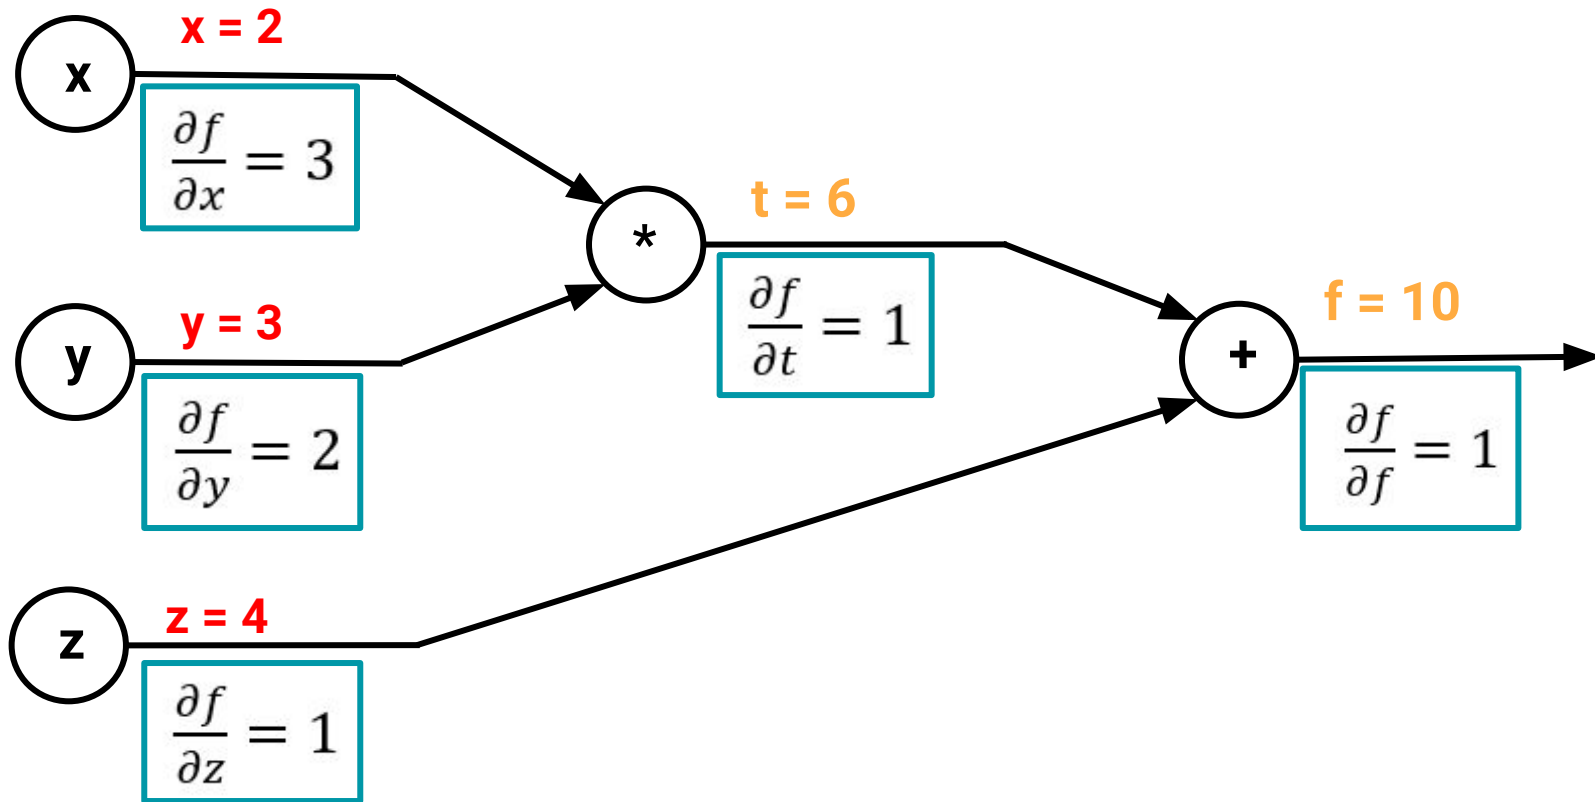 x = 2
x
∂f/∂x = 3
t = 6
*
∂f/∂t = 1
y = 3
y
∂f/∂y = 2
f = 10
+
∂f/∂f = 1
z = 4
z
∂f/∂z = 1